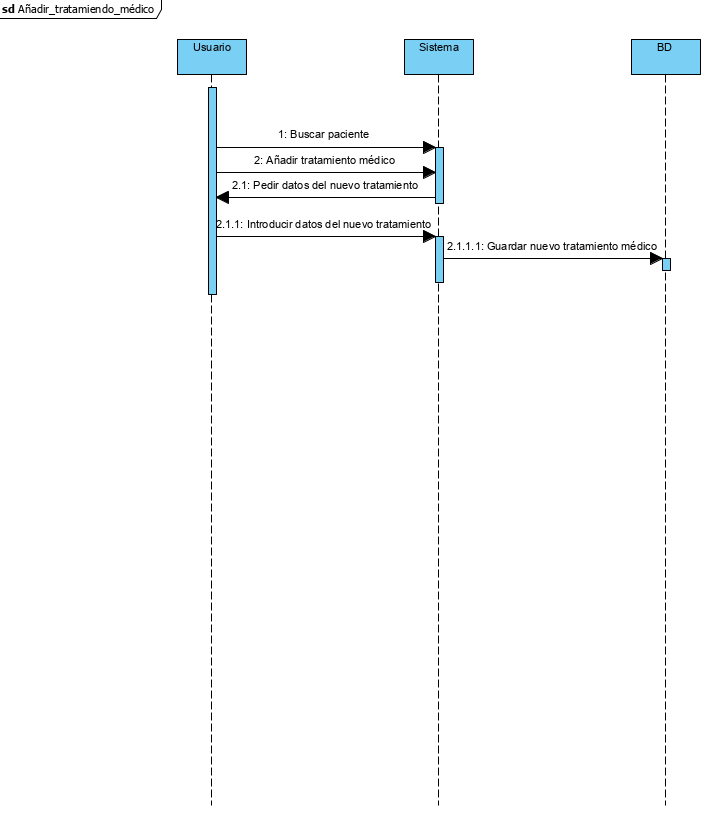 sd Añadir_tratamiendo_médico
Usuario
Sistema
BD
1: Buscar paciente
2: Añadir tratamiento médico
2.1: Pedir datos del nuevo tratamiento
2.1.1: Introducir datos del nuevo tratamiento
2.1.1.1: Guardar nuevo tratamiento médico